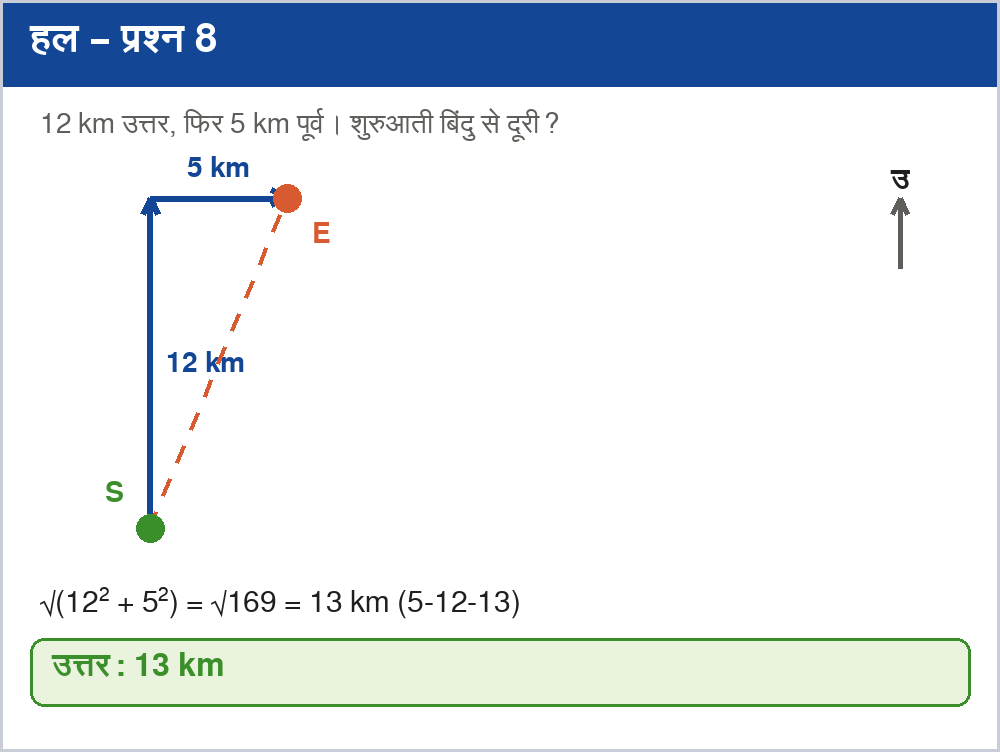 हल – प्रश्न 8
12 km उत्तर, फिर 5 km पूर्व । शुरुआती बिंदु से दूरी ?
5 km
उ
E
12 km
S
√(12² + 5²) = √169 = 13 km (5-12-13)
उत्तर : 13 km